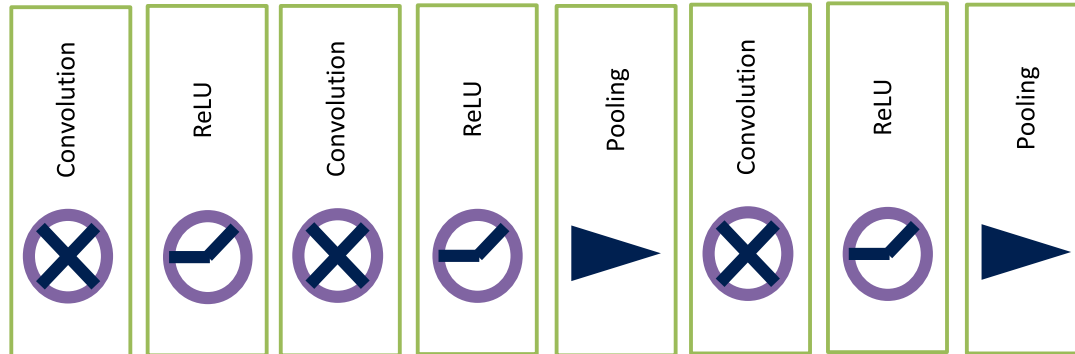 Convolution
ReLU
Convolution
ReLU
Pooling
Convolution
ReLU
Pooling